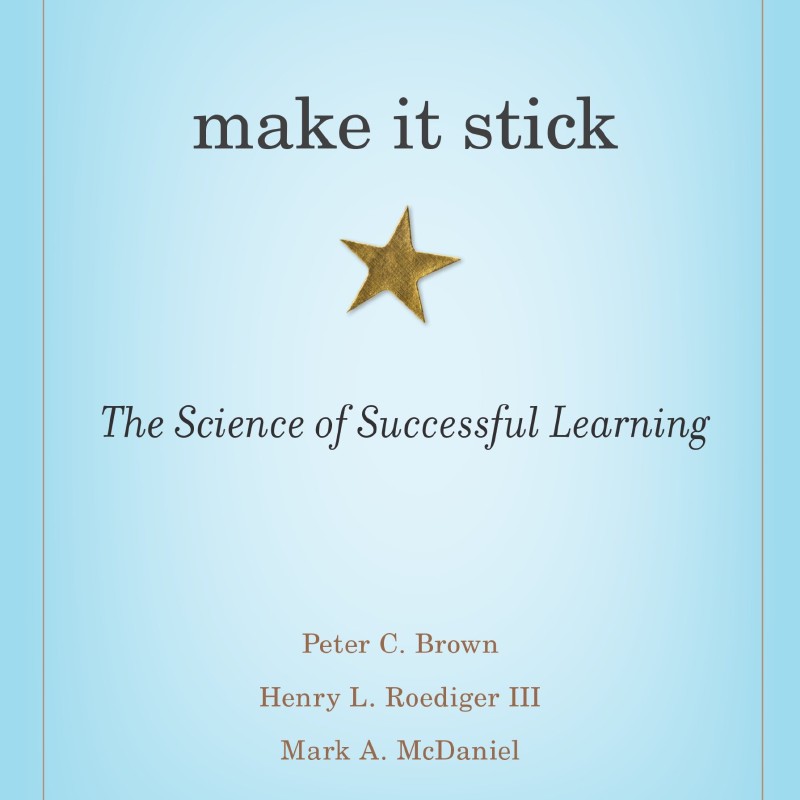 make it stick
The Science of Successful Learning
Peter C. Brown
Henry L. Roediger III
Mark A. McDaniel